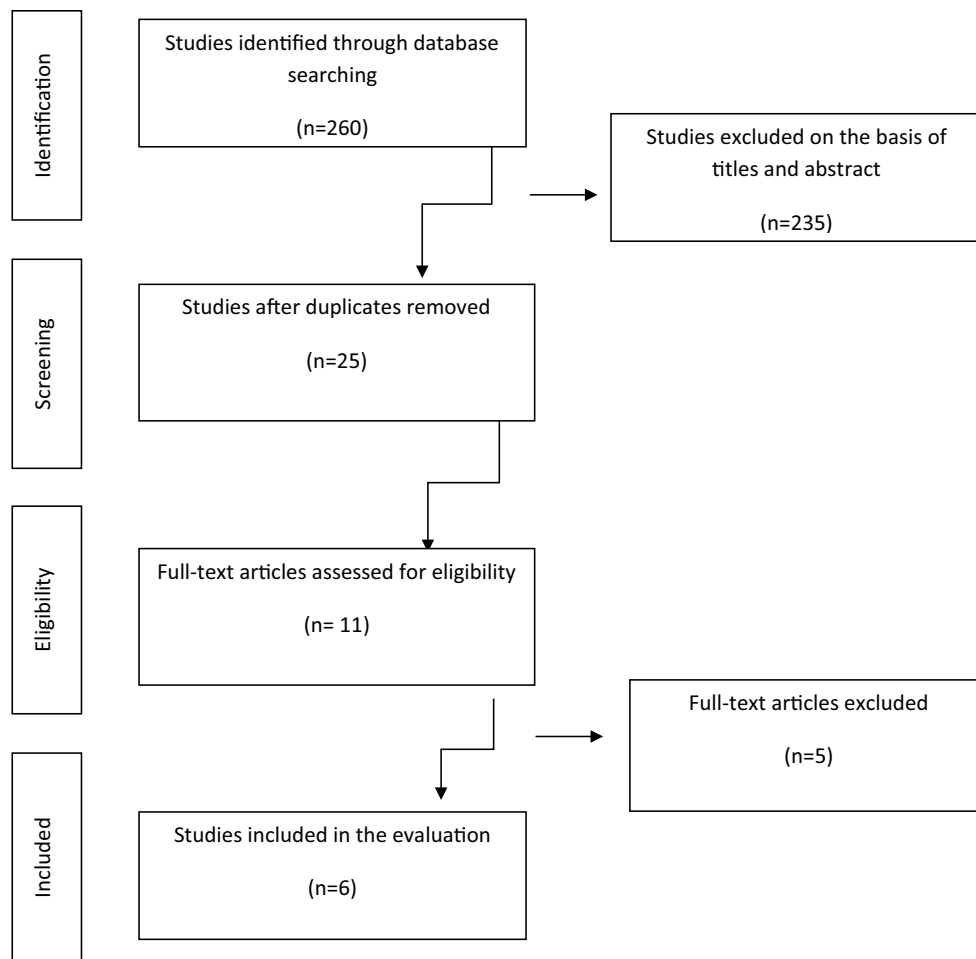 Identification
Studies identified through database
searching
(n=260)
Studies excluded on the basis of
titles and abstract
(n=235)
Screening
Studies after duplicates removed
(n=25)
Eligibility
Full-text articles assessed for eligibility
(n= 11)
Full-text articles excluded
(n=5)
Included
Studies included in the evaluation
(n=6)